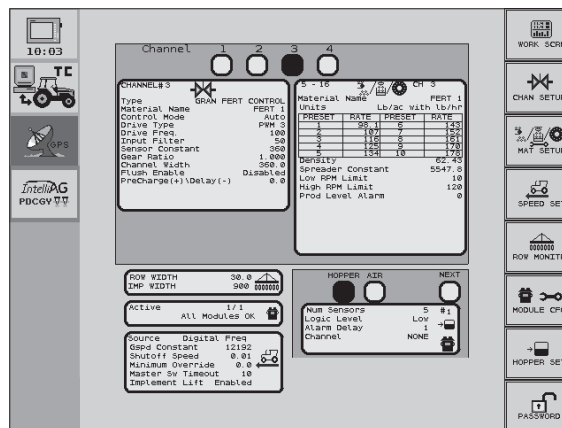 10:03
TC
GPS
IntelliAG
PDCGY
Channel 1 2 3 4
CHANNEL# 3
Type GRAN FERT CONTROL
Material Name FERT 1
Control Mode Auto
Drive Type PWM 3
Drive Freq. 100
Input Filter 50
Sensor Constant 360
Gear Ratio 1.000
Channel Width 360.0
Flush Enable Disabled
PreCharge(+)\Delay(-) 0.0
5 - 16 CH 3
Material Name FERT 1
Units Lb/ac with lb/hr
PRESET RATE PRESET RATE
1 98.1 6 143
2 107 7 152
3 116 8 161
4 125 9 170
5 134 10 178
Density 62.43
Spreader Constant 5547.8
Low RPM Limit 10
High RPM Limit 120
Prod Level Alarm 0
ROW WIDTH 30.0
IMP WIDTH 900
Active 1/1
All Modules OK
Source Digital Freq
Gspd Constant 12192
Shutoff Speed 0.01
Minimum Override 0.0
Master Sw Timeout 10
Implement Lift Enabled
HOPPER AIR NEXT
Num Sensors 5 #1
Logic Level Low
Alarm Delay 1
Channel NONE
WORK SCR
CHAN SETU
MAT SETU
SPEED SE
ROW MONIT
MODULE CF
HOPPER SE
PASSWORD